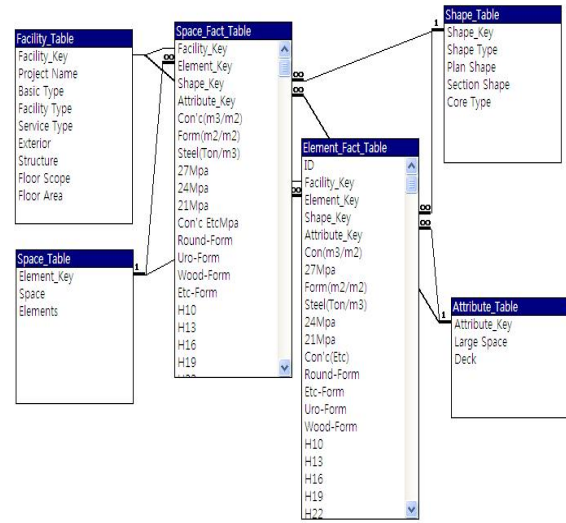 Facility_Table
Facility_Key
Project Name
Basic Type
Facility Type
Service Type
Exterior
Structure
Floor Scope
Floor Area
Space_Table
Element_Key
Space
Elements
Space_Fact_Table
Facility_Key
Element_Key
Shape_Key
Attribute_Key
Con'c(m3/m2)
Form(m2/m2)
Steel(Ton/m3)
27Mpa
24Mpa
21Mpa
Con'c EtcMpa
Round-Form
Uro-Form
Wood-Form
Etc-Form
H10
H13
H16
H19
Element_Fact_Table
ID
Facility_Key
Element_Key
Shape_Key
Attribute_Key
Con(m3/m2)
27Mpa
Form(m2/m2)
Steel(Ton/m3)
24Mpa
21Mpa
Con'c(Etc)
Round-Form
Etc-Form
Uro-Form
Wood-Form
H10
H13
H16
H19
H22
Shape_Table
Shape_Key
Shape Type
Plan Shape
Section Shape
Core Type
Attribute_Table
Attribute_Key
Large Space
Deck
1
1
1
∞
∞
∞
∞
∞
∞